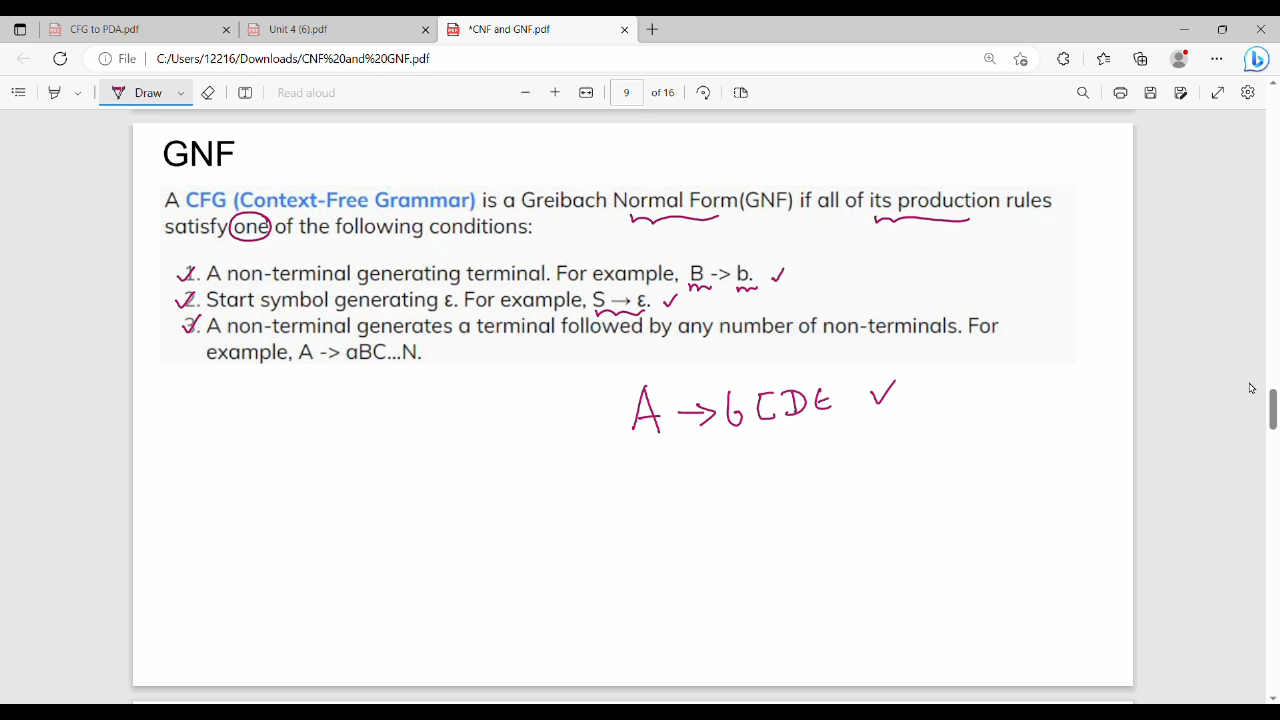 CFG to PDA.pdf
Unit 4 (6).pdf
*CNF and GNF.pdf
File
C:/Users/12216/Downloads/CNF%20and%20GNF.pdf
Draw
Read aloud
9
of 16
GNF
A CFG (Context-Free Grammar) is a Greibach Normal Form(GNF) if all of its production rules
satisfy one of the following conditions:
1. A non-terminal generating terminal. For example, B -> b.
2. Start symbol generating ε. For example, S → ε.
3. A non-terminal generates a terminal followed by any number of non-terminals. For
example, A -> aBC...N.
A → b C D E